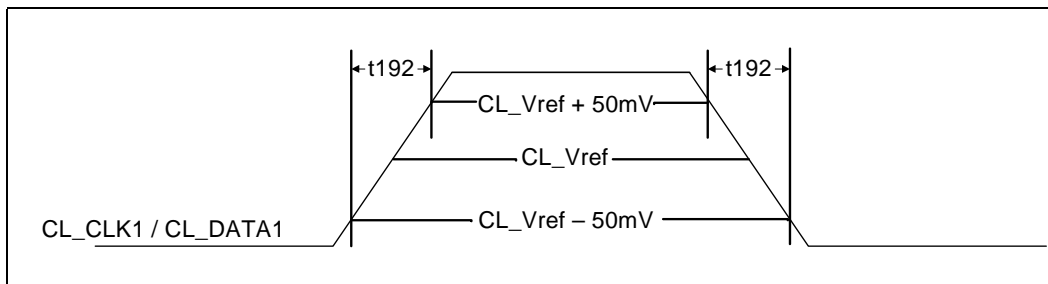 t192
t192
CL_Vref + 50mV
CL_Vref
CL_Vref – 50mV
CL_CLK1 / CL_DATA1